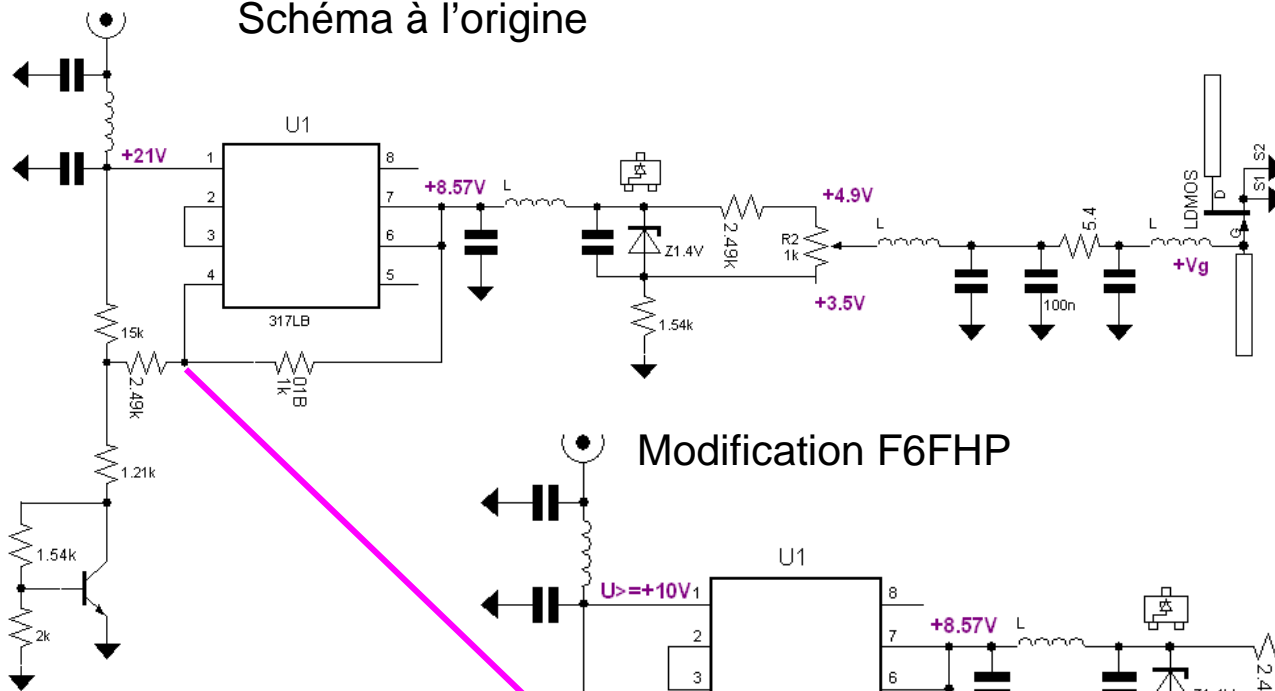 Schéma à l'origine
U1
+21V
1
2
3
4
8
7
6
5
317LB
+8.57V
L
Z1.4V
2.49k
+4.9V
R2
1k
+3.5V
1.54k
L
100n
5.4
L
+Vg
LDMOS
D
G
S2
S1
15k
2.49k
01B
1k
1.21k
1.54k
2k
Modification F6FHP
U1
U>=+10V
1
2
3
8
7
6
+8.57V
L